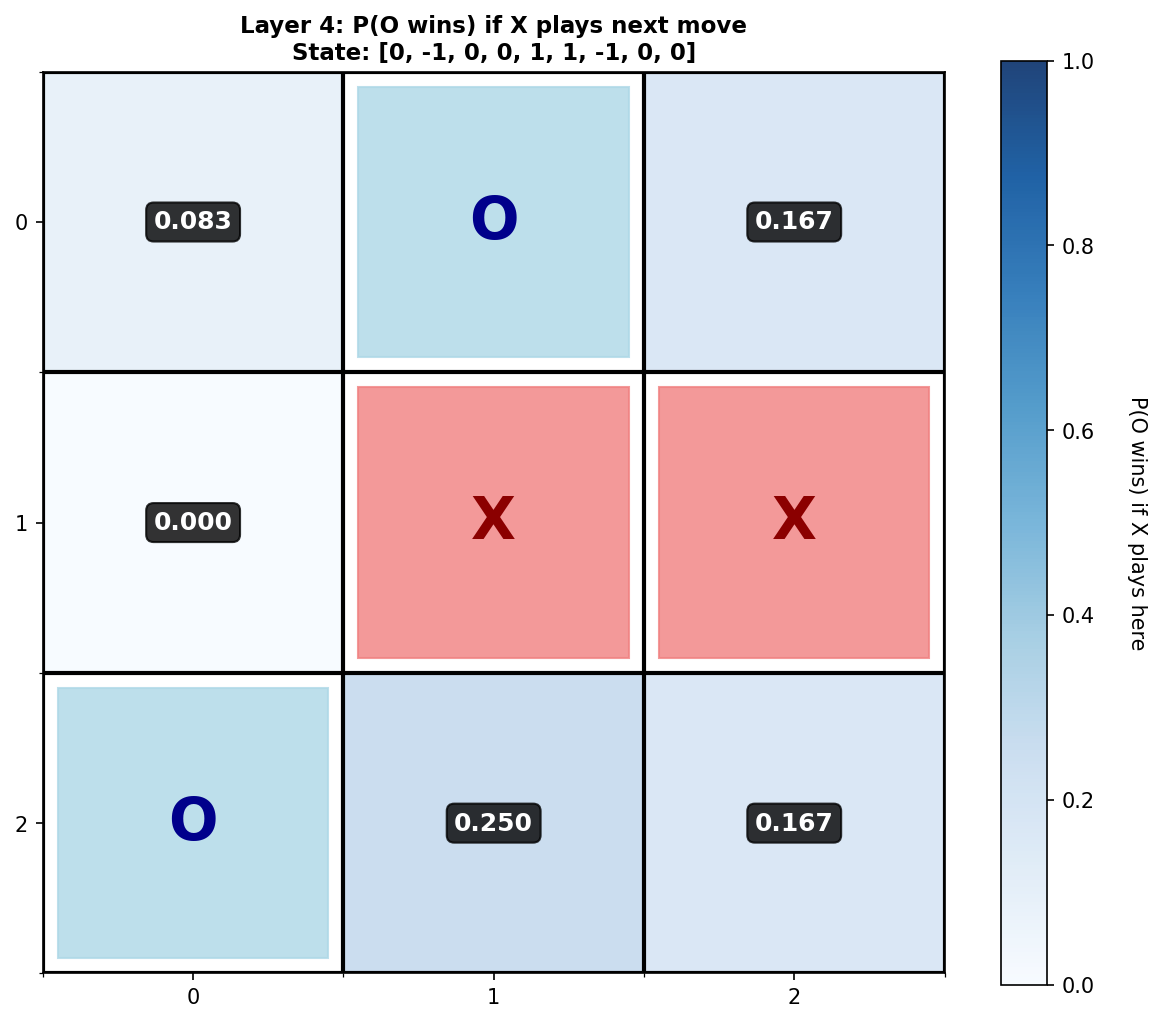 Layer 4: P(O wins) if X plays next move
State: [0, -1, 0, 0, 1, 1, -1, 0, 0]
0
0.083
O
0.167
1
0.000
X
X
2
O
0.250
0.167
0
1
2
1.0
0.8
0.6
0.4
0.2
0.0
P(O wins) if X plays here